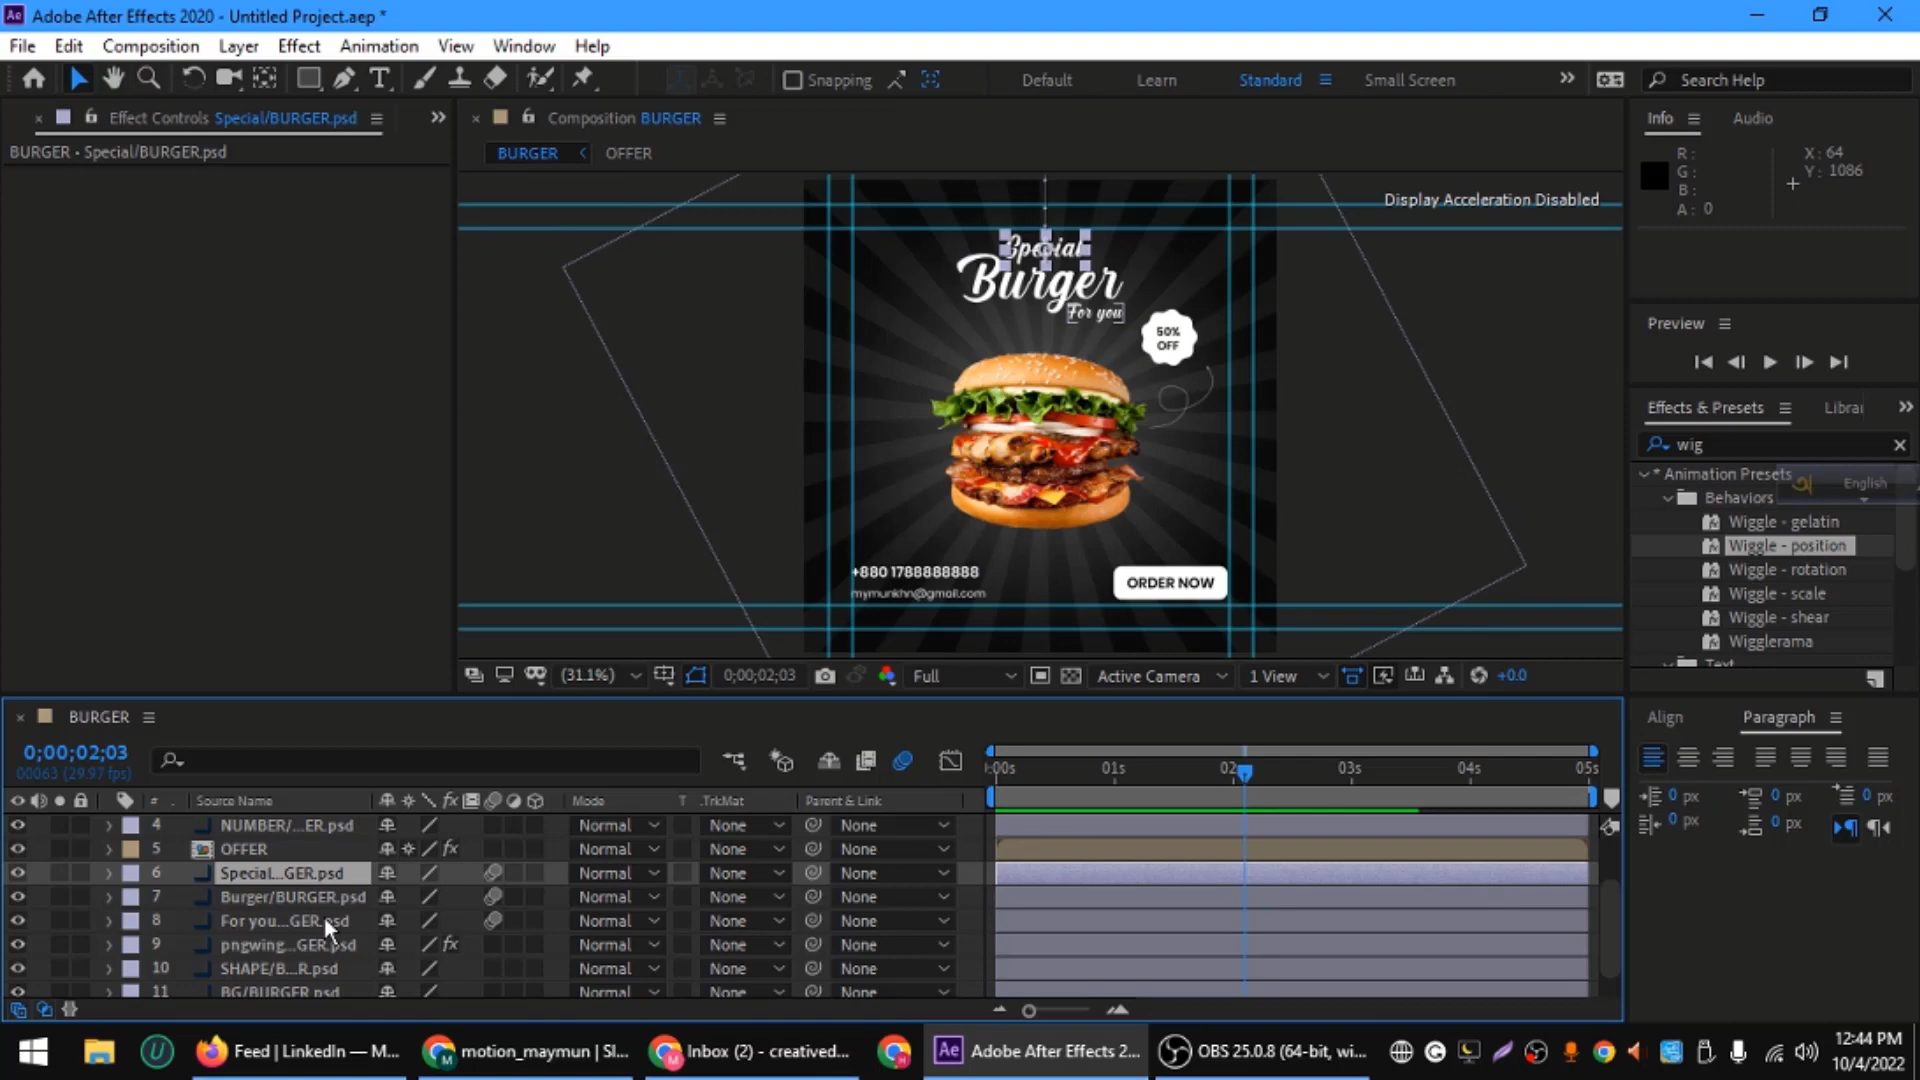 Adobe After Effects 2020 - Untitled Project.aep *
File Edit Composition Layer Effect Animation View Window Help
Snapping Default Learn Standard Small Screen Search Help
Effect Controls Special/BURGER.psd
BURGER - Special/BURGER.psd
Composition BURGER
BURGER OFFER
Display Acceleration Disabled
Special
Burger
For you
50%
OFF
+880 1788888888
mymunkhn@gmail.com
ORDER NOW
(31.1%) 0;00;02;03 Full Active Camera 1 View +0.0
Info Audio
R: X: 64
G: Y: 1086
B:
A: 0
Preview
Effects & Presets Librai
wig
* Animation Presets
English
Behaviors
Wiggle - gelatin
Wiggle - position
Wiggle - rotation
Wiggle - scale
Wiggle - shear
Wigglerama
Text
BURGER
0;00;02;03
00063 (29.97 fps)
:00s 01s 02 03s 04s 05s
# Source Name Mode T .TrkMat Parent & Link
4 NUMBER/...ER.psd Normal None None
5 OFFER Normal None None
6 Special...GER.psd Normal None None
7 Burger/BURGER.psd Normal None None
8 For you...GER.psd Normal None None
9 pngwing...GER.psd Normal None None
10 SHAPE/B...R.psd Normal None None
11 BG/BURGER.psd Normal None None
Align Paragraph
0 px 0 px 0 px
0 px 0 px
Feed | LinkedIn — M... motion_maymun | Sl... Inbox (2) - creatived... Adobe After Effects 2... OBS 25.0.8 (64-bit, wi...
12:44 PM
10/4/2022